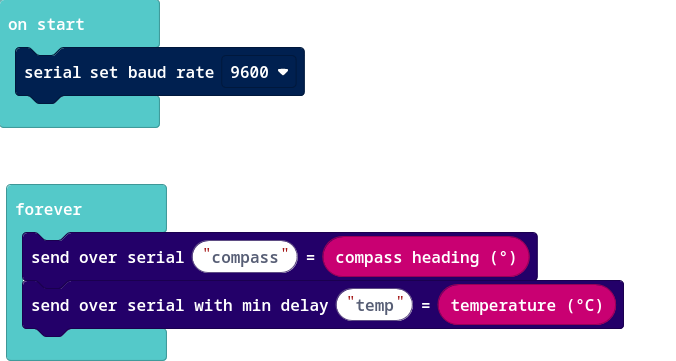 on start
serial set baud rate 9600
forever
send over serial "compass" = compass heading (°)
send over serial with min delay "temp" = temperature (°C)